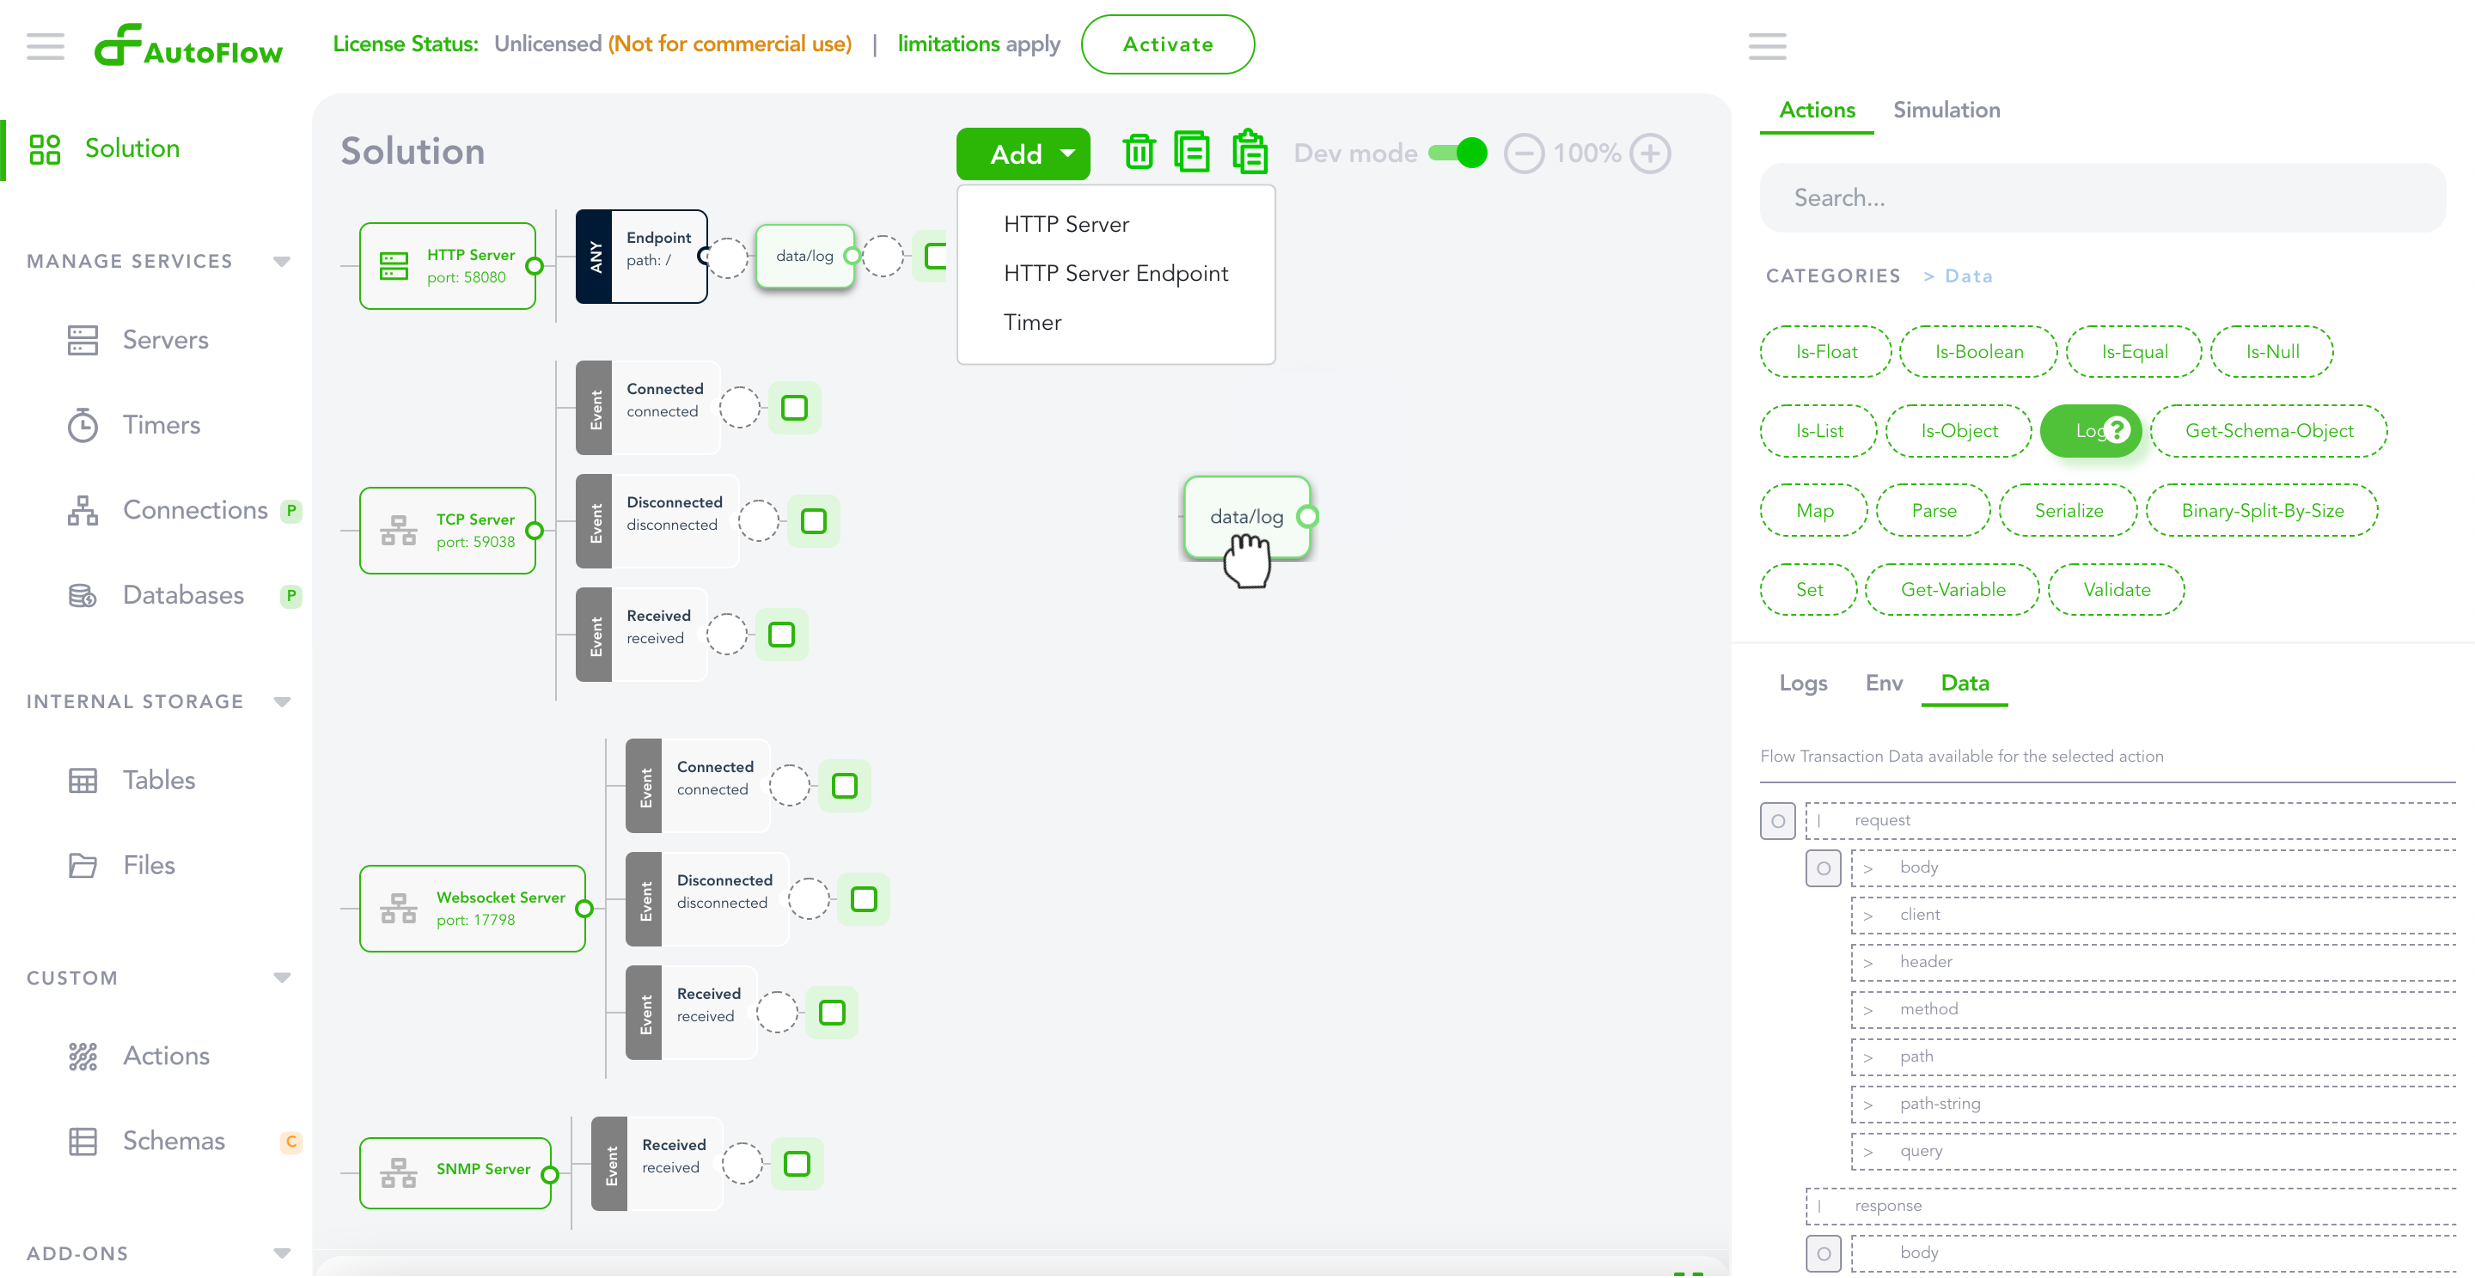 AutoFlow
License Status: Unlicensed (Not for commercial use) | limitations apply
Activate
Solution
MANAGE SERVICES
Servers
Timers
Connections P
Databases P
INTERNAL STORAGE
Tables
Files
CUSTOM
Actions
Schemas C
ADD-ONS
Solution
Add
Dev mode
100%
HTTP Server
HTTP Server Endpoint
Timer
HTTP Server
port: 58080
ANY
Endpoint
path: /
data/log
TCP Server
port: 59038
Event
Connected
connected
Event
Disconnected
disconnected
Event
Received
received
data/log
Websocket Server
port: 17798
Event
Connected
connected
Event
Disconnected
disconnected
Event
Received
received
SNMP Server
Event
Received
received
Actions Simulation
Search...
CATEGORIES > Data
Is-Float Is-Boolean Is-Equal Is-Null
Is-List Is-Object Log ? Get-Schema-Object
Map Parse Serialize Binary-Split-By-Size
Set Get-Variable Validate
Logs Env Data
Flow Transaction Data available for the selected action
O | request
O > body
> client
> header
> method
> path
> path-string
> query
| response
O body